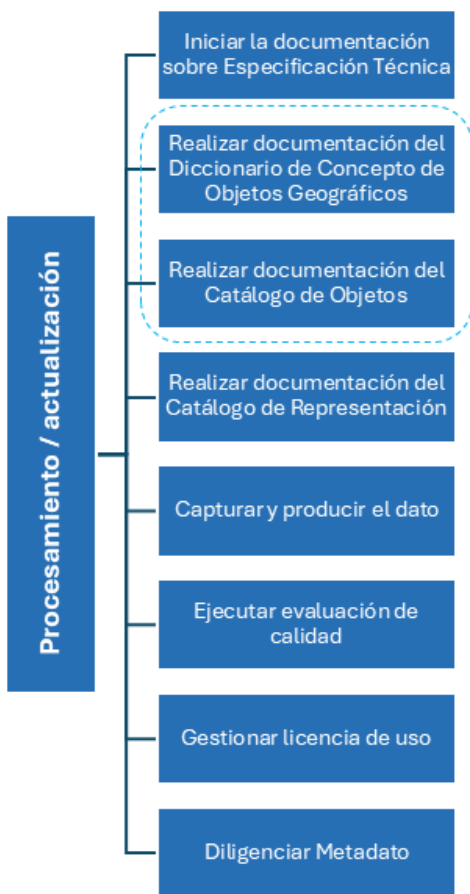 Procesamiento / actualización
Iniciar la documentación
sobre Especificación Técnica
Realizar documentación del
Diccionario de Concepto de
Objetos Geográficos
Realizar documentación del
Catálogo de Objetos
Realizar documentación del
Catálogo de Representación
Capturar y producir el dato
Ejecutar evaluación de
calidad
Gestionar licencia de uso
Diligenciar Metadato